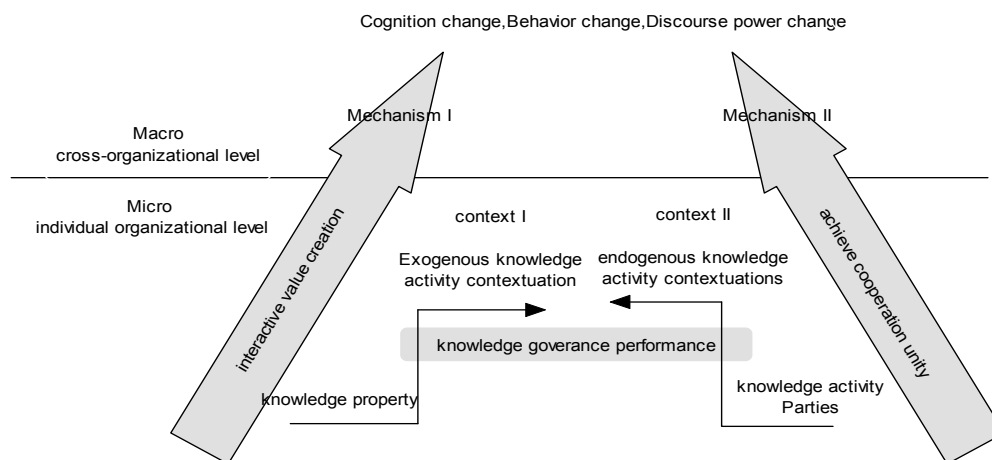 Cognition change,Behavior change,Discourse power change
Mechanism I
Mechanism II
Macro
cross-organizational level
Micro
individual organizational level
interactive value creation
achieve cooperation unity
context I
context II
Exogenous knowledge
activity contextuation
endogenous knowledge
activity contextuations
knowledge goverance performance
knowledge property
knowledge activity
Parties